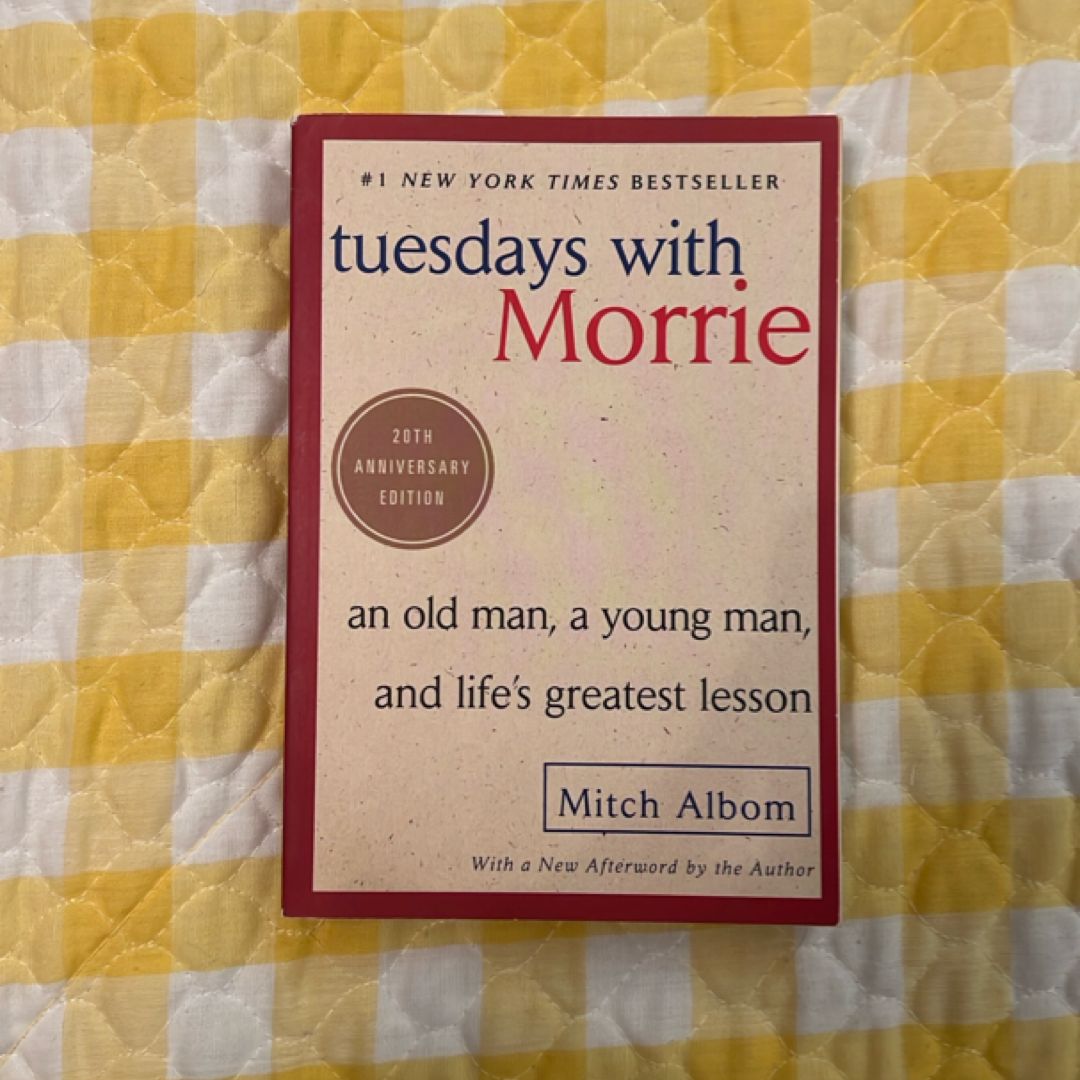 #1 NEW YORK TIMES BESTSELLER
tuesdays with
Morrie
20TH
ANNIVERSARY
EDITION
an old man, a young man,
and life's greatest lesson
Mitch Albom
With a New Afterword by the Author